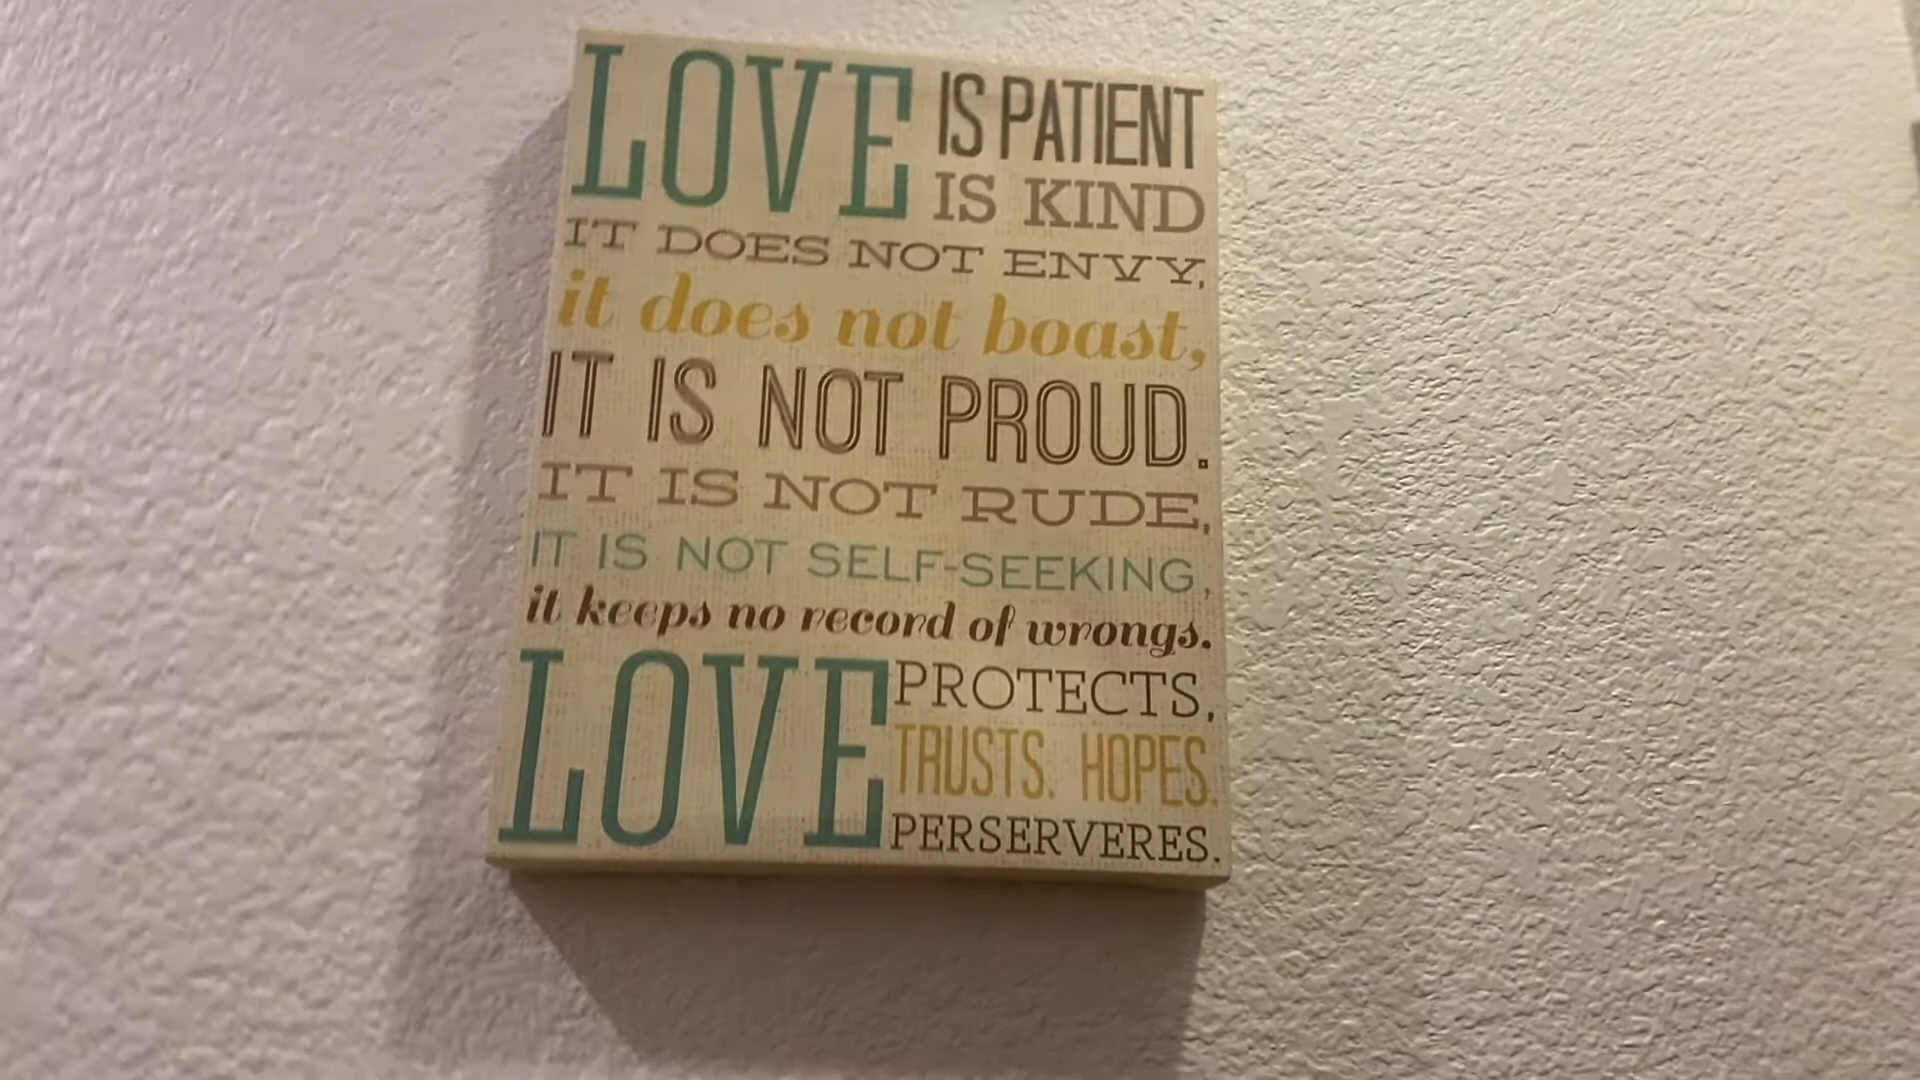 LOVE IS PATIENT
IS KIND
IT DOES NOT ENVY,
it does not boast,
IT IS NOT PROUD.
IT IS NOT RUDE,
IT IS NOT SELF-SEEKING,
it keeps no record of wrongs.
LOVE PROTECTS,
TRUSTS. HOPES.
PERSERVERES.